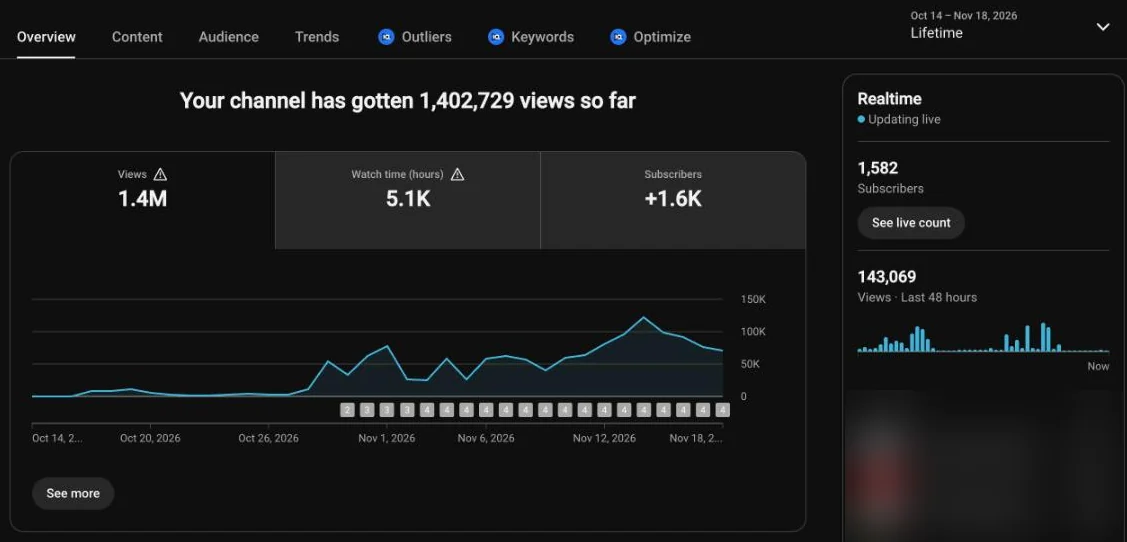 Overview Content Audience Trends Outliers Keywords Optimize
Oct 14 – Nov 18, 2026
Lifetime
Your channel has gotten 1,402,729 views so far
Views
1.4M
Watch time (hours)
5.1K
Subscribers
+1.6K
150K
100K
50K
0
2 3 3 3 4 4 4 4 4 4 4 4 4 4 4 4 4 4 4 4
Oct 14, 2... Oct 20, 2026 Oct 26, 2026 Nov 1, 2026 Nov 6, 2026 Nov 12, 2026 Nov 18, 2...
See more
Realtime
Updating live
1,582
Subscribers
See live count
143,069
Views · Last 48 hours
Now